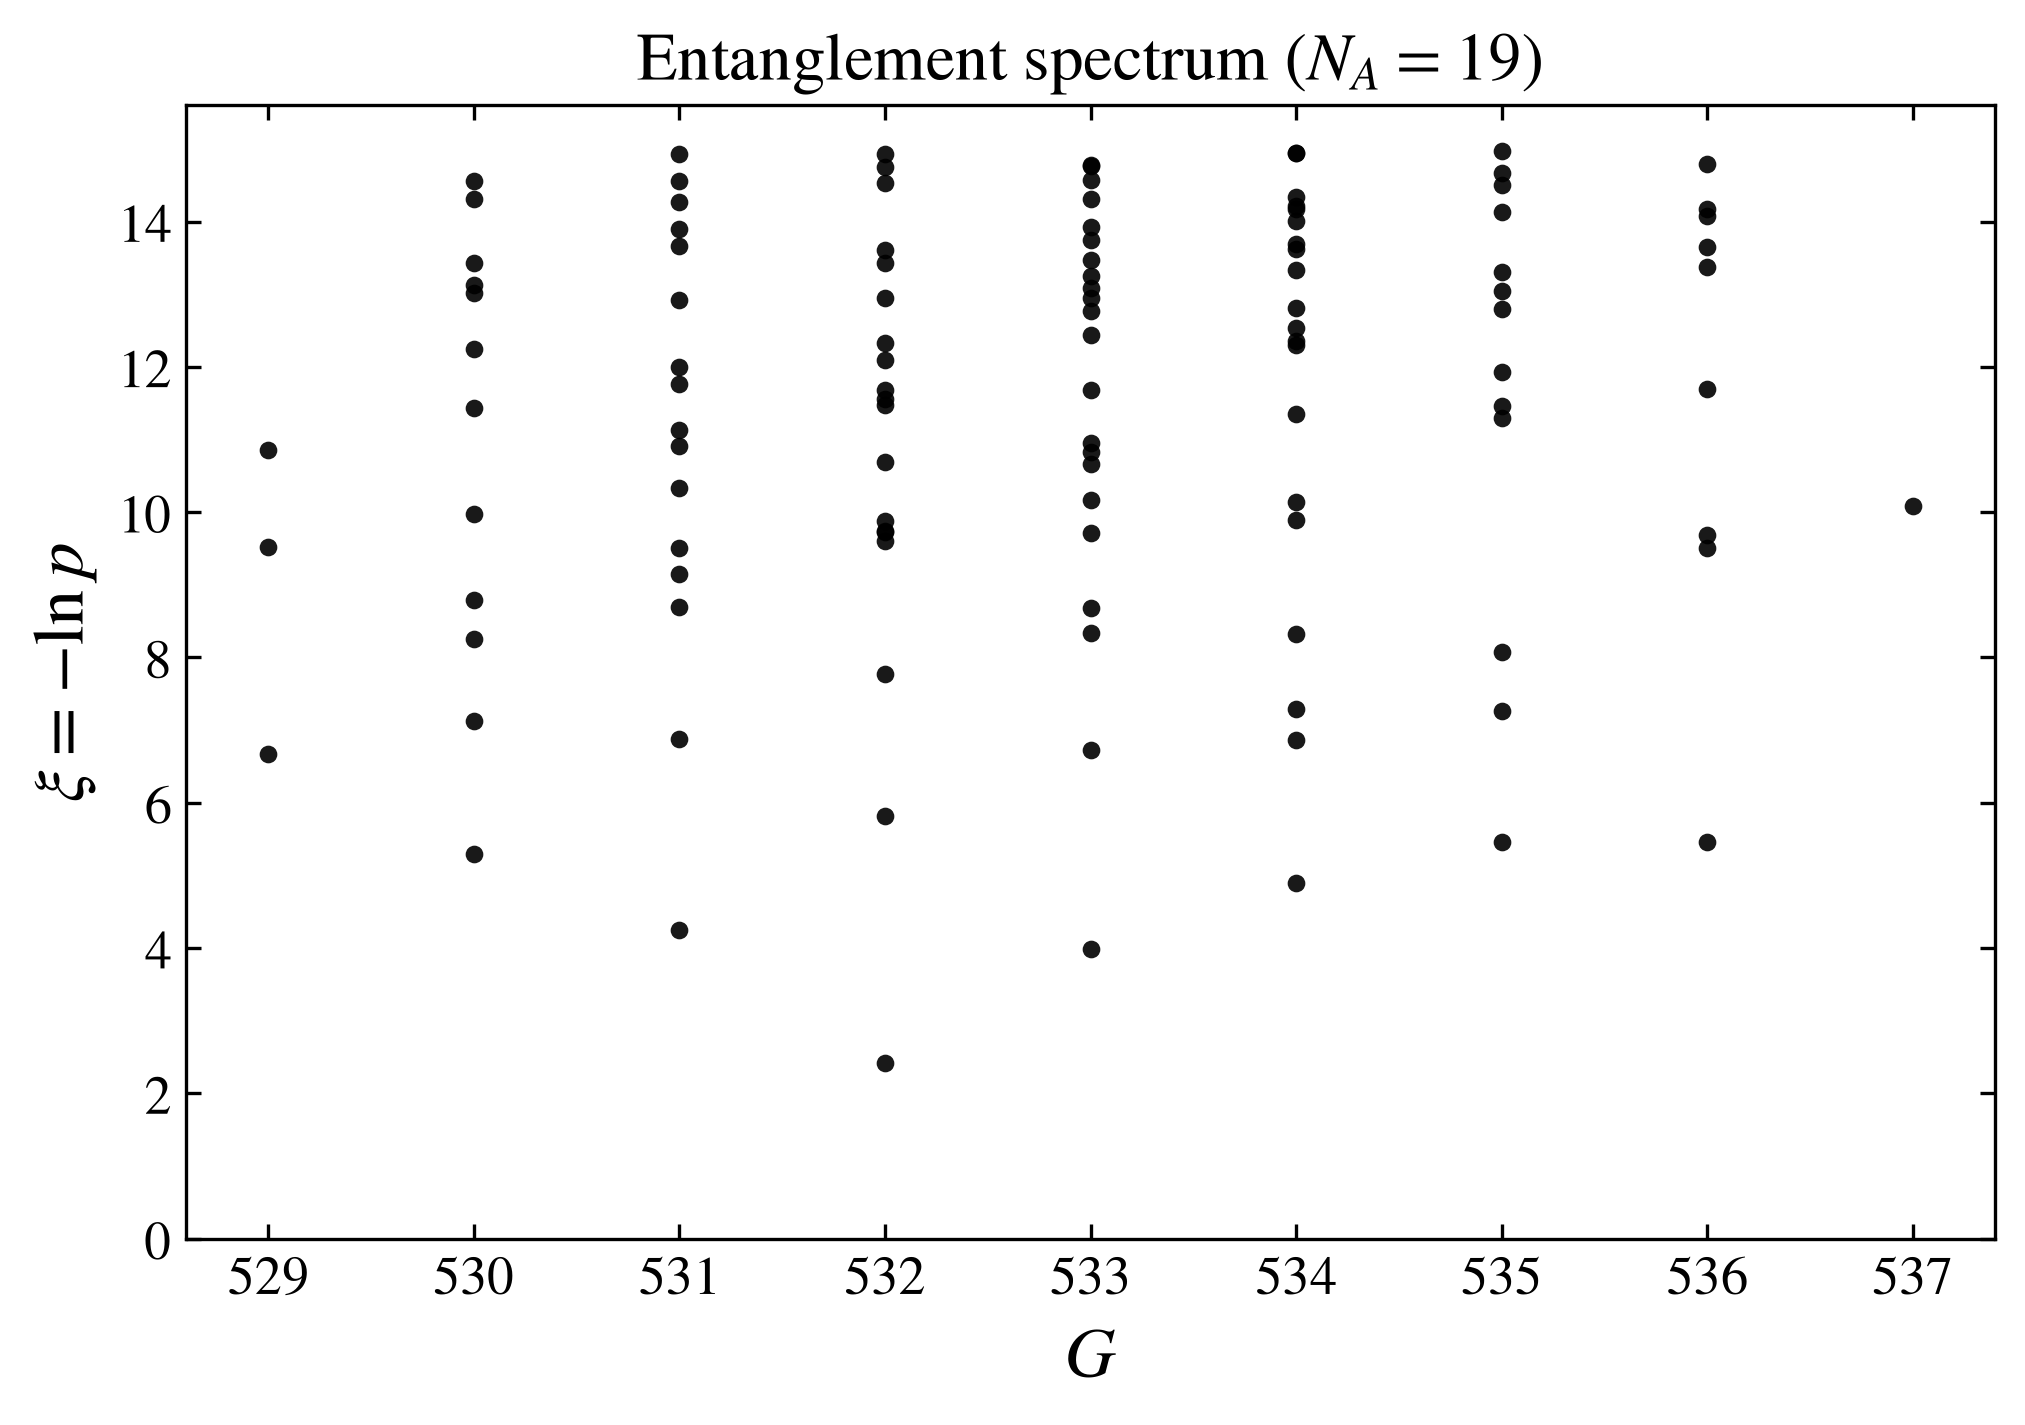 Entanglement spectrum (N_A = 19)
ξ = −ln p
14
12
10
8
6
4
2
0
529 530 531 532 533 534 535 536 537
G